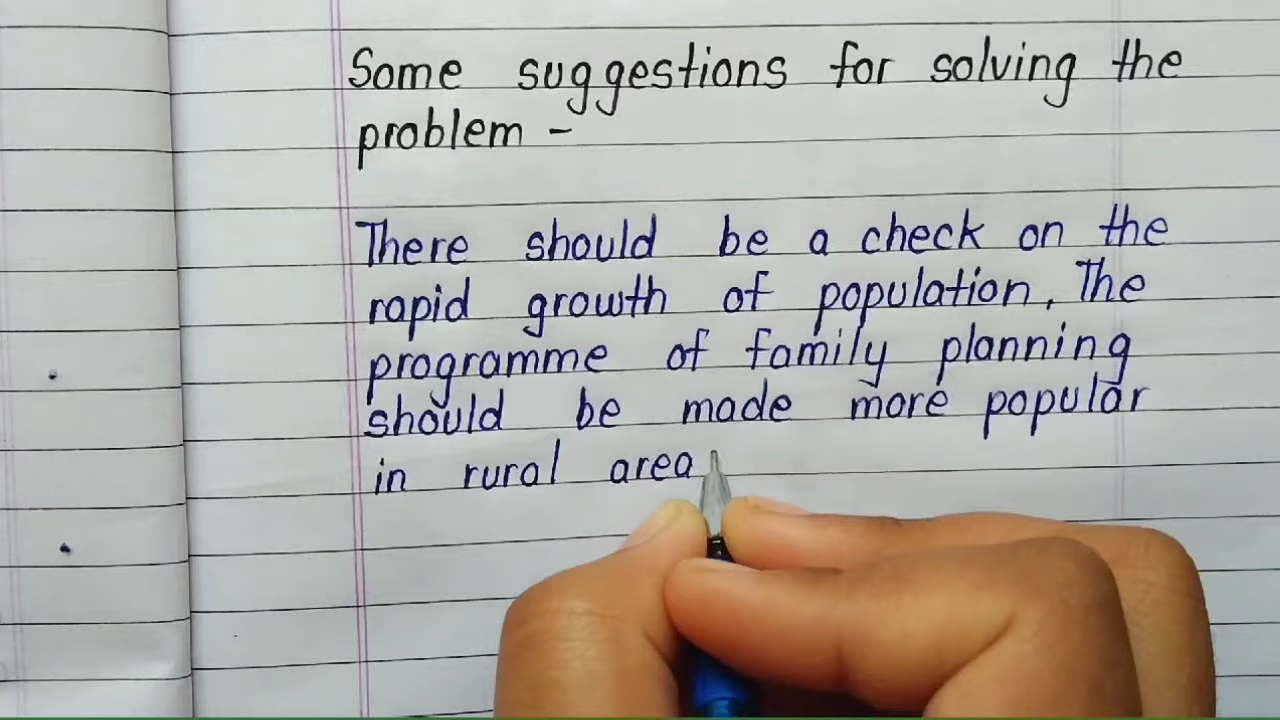 Some suggestions for solving the
problem -
There should be a check on the
rapid growth of population. The
programme of family planning
should be made more popular
in rural area